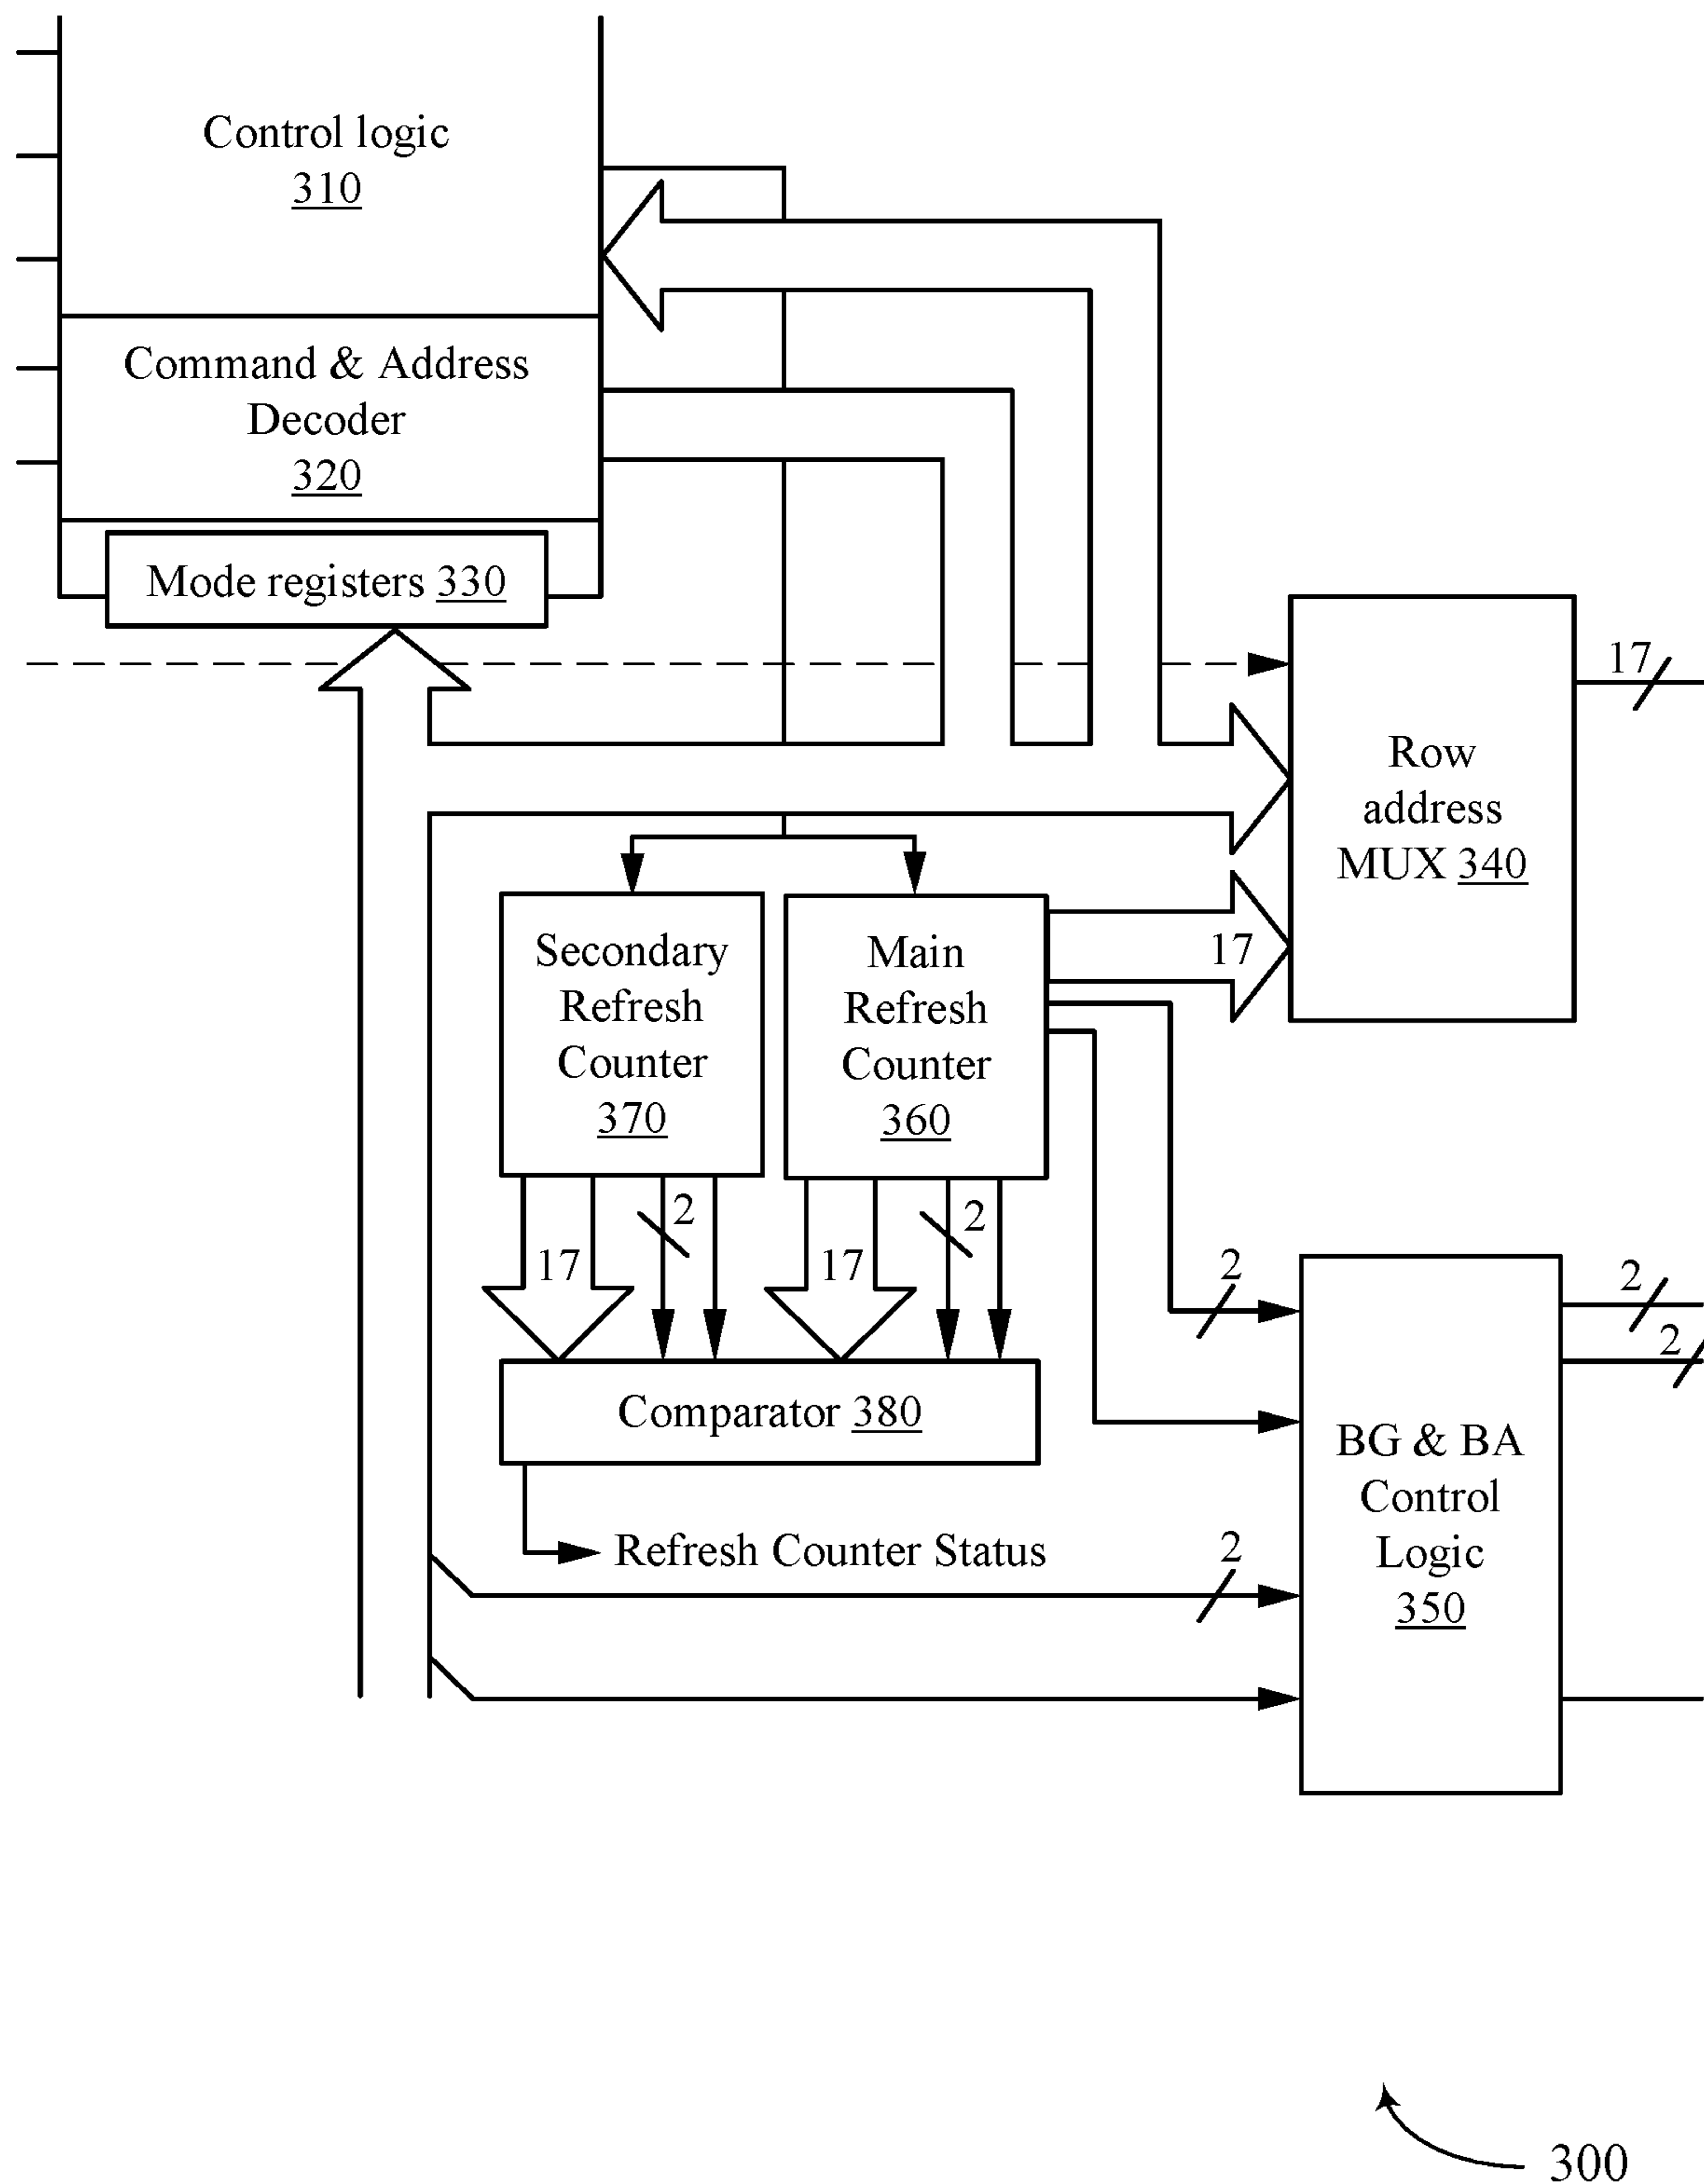 Control logic
310
Command & Address
Decoder
320
Mode registers 330
17
Row
address
MUX 340
Secondary
Refresh
Counter
370
Main
Refresh
Counter
360
17
2
2
17
17
2
2
2
Comparator 380
BG & BA
Control
Logic
350
Refresh Counter Status
2
300